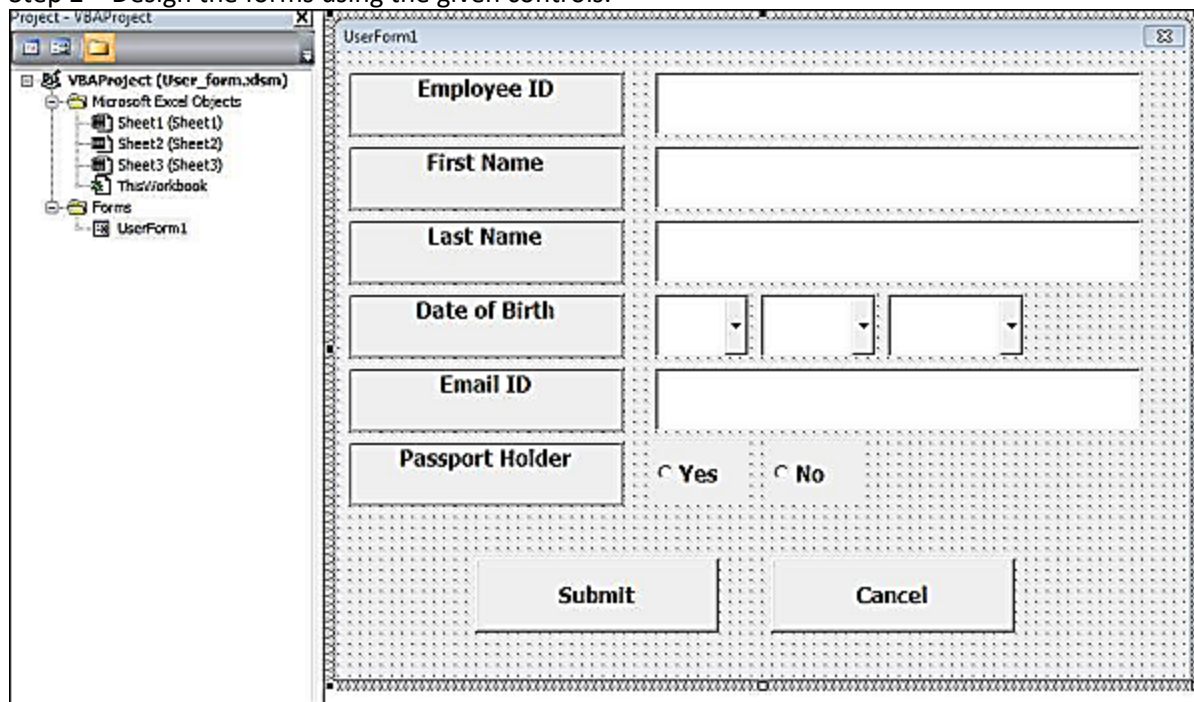 Step 2 – Design the forms using the given controls.
Project - VBAProject
VBAProject (User_form.xlsm)
Microsoft Excel Objects
Sheet1 (Sheet1)
Sheet2 (Sheet2)
Sheet3 (Sheet3)
ThisWorkbook
Forms
UserForm1
UserForm1
Employee ID
First Name
Last Name
Date of Birth
Email ID
Passport Holder
Yes
No
Submit
Cancel